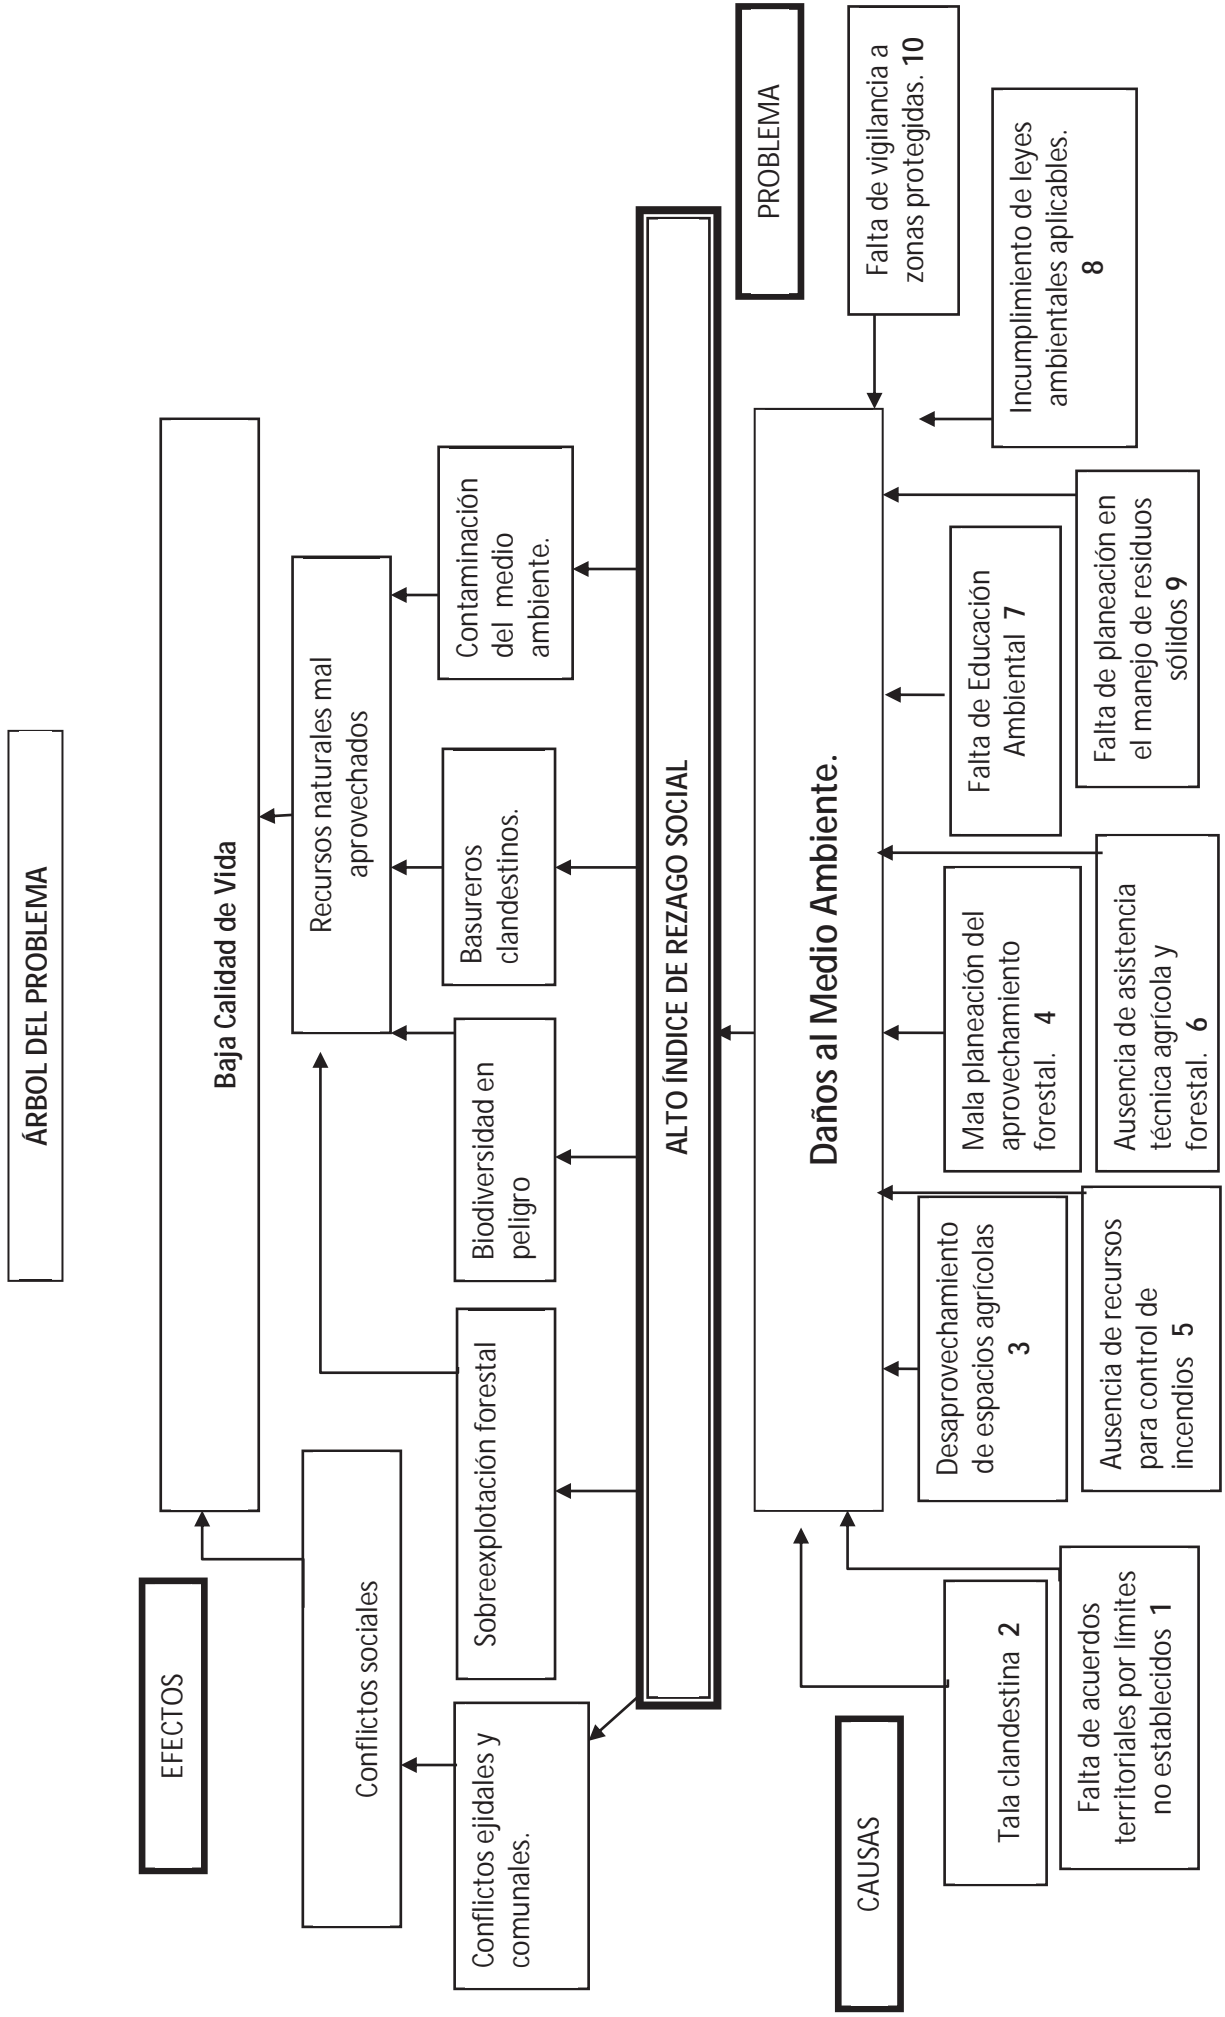 ÁRBOL DEL PROBLEMA
EFECTOS
Baja Calidad de Vida
Conflictos sociales
Recursos naturales mal
aprovechados
Conflictos ejidales y
comunales.
Sobreexplotación forestal
Biodiversidad en
peligro
Basureros
clandestinos.
Contaminación
del medio
ambiente.
ALTO ÍNDICE DE REZAGO SOCIAL
PROBLEMA
CAUSAS
Daños al Medio Ambiente.
Falta de vigilancia a
zonas protegidas. 10
Tala clandestina 2
Desaprovechamiento
de espacios agrícolas
3
Mala planeación del
aprovechamiento
forestal. 4
Falta de Educación
Ambiental 7
Incumplimiento de leyes
ambientales aplicables.
8
Falta de acuerdos
territoriales por límites
no establecidos 1
Ausencia de recursos
para control de
incendios 5
Ausencia de asistencia
técnica agrícola y
forestal. 6
Falta de planeación en
el manejo de residuos
sólidos 9